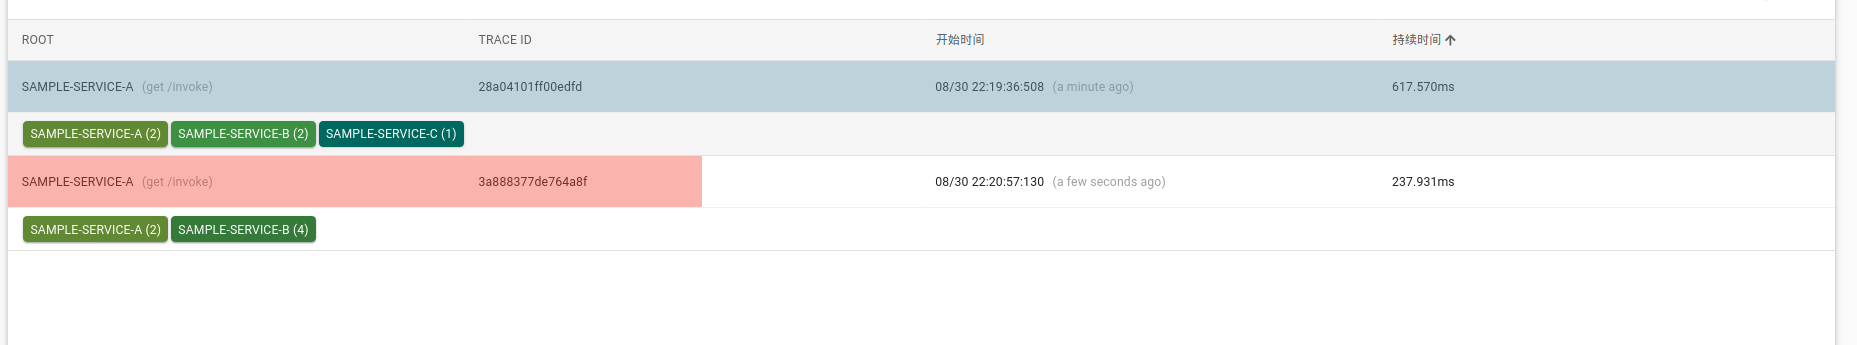 ROOT TRACE ID 开始时间 持续时间
SAMPLE-SERVICE-A (get /invoke) 28a04101ff00edfd 08/30 22:19:36:508 (a minute ago) 617.570ms
SAMPLE-SERVICE-A (2) SAMPLE-SERVICE-B (2) SAMPLE-SERVICE-C (1)
SAMPLE-SERVICE-A (get /invoke) 3a888377de764a8f 08/30 22:20:57:130 (a few seconds ago) 237.931ms
SAMPLE-SERVICE-A (2) SAMPLE-SERVICE-B (4)